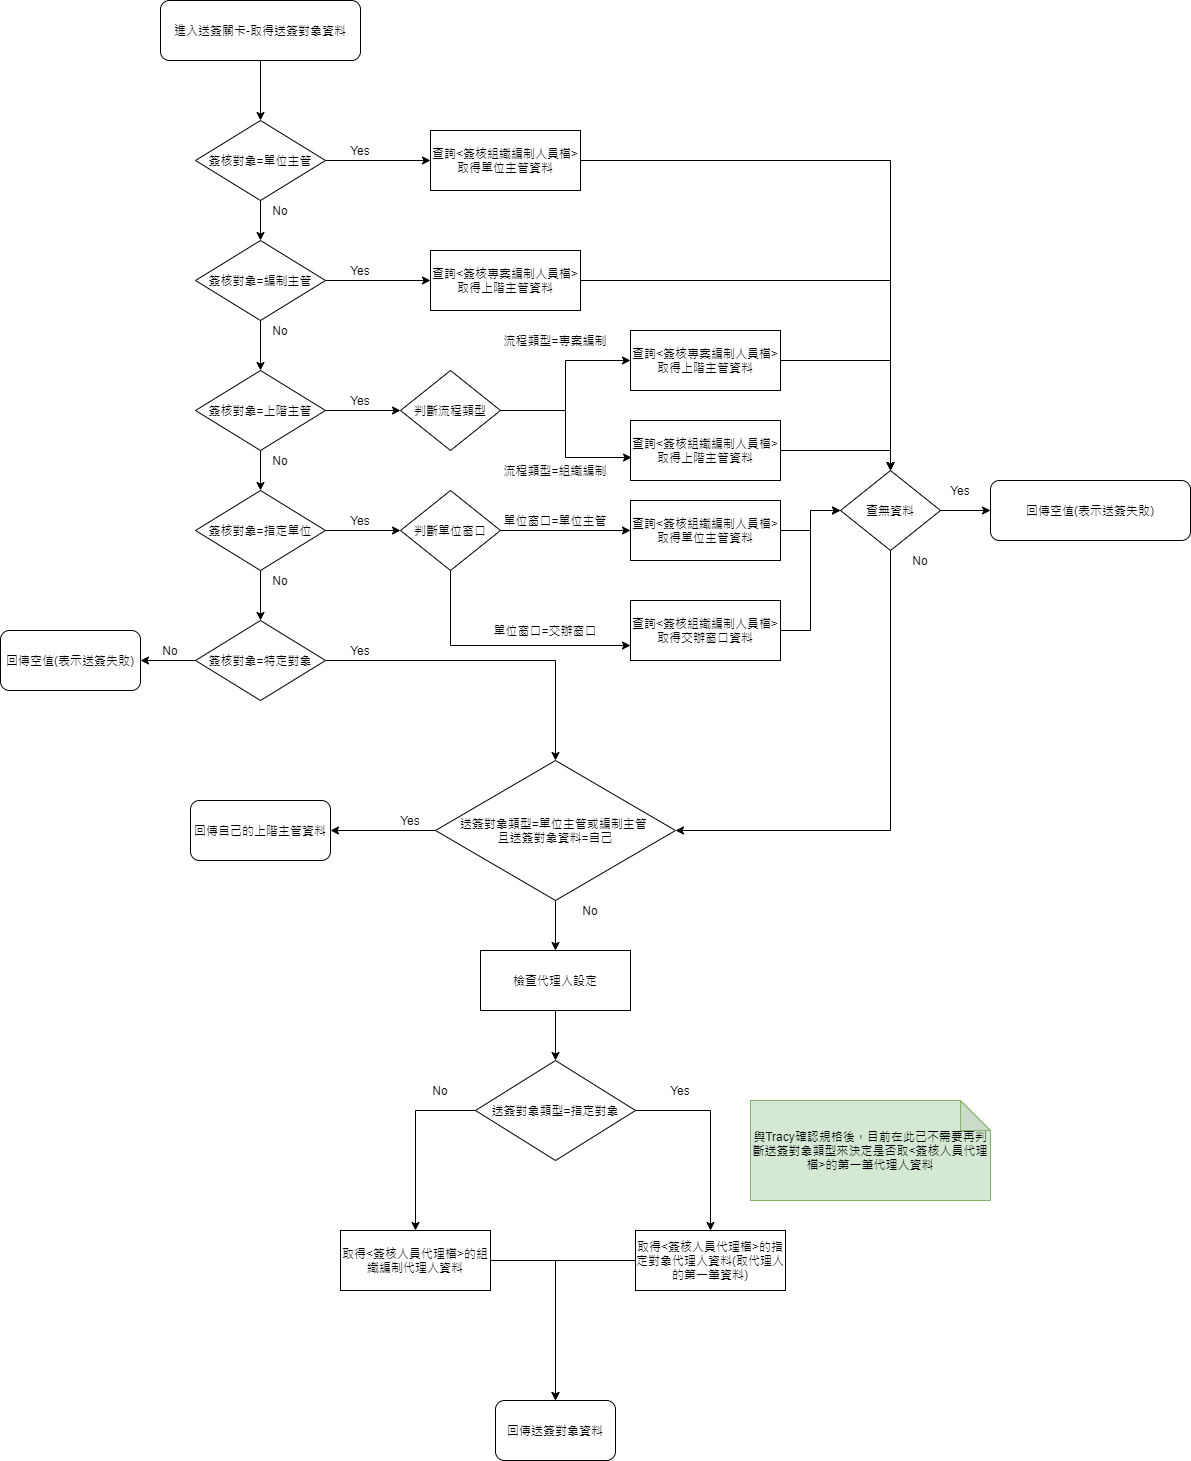 進入送簽關卡-取得送簽對象資料
簽核對象=單位主管
Yes
查詢<簽核組織編制人員檔>
取得單位主管資料
No
簽核對象=編制主管
Yes
查詢<簽核專案編制人員檔>
取得上階主管資料
No
簽核對象=上階主管
Yes
判斷流程類型
流程類型=專案編制
查詢<簽核專案編制人員檔>
取得上階主管資料
流程類型=組織編制
查詢<簽核組織編制人員檔>
取得上階主管資料
No
簽核對象=指定單位
Yes
判斷單位窗口
單位窗口=單位主管
查詢<簽核組織編制人員檔>
取得單位主管資料
單位窗口=交辦窗口
查詢<簽核組織編制人員檔>
取得交辦窗口資料
查無資料
Yes
回傳空值(表示送簽失敗)
No
No
簽核對象=特定對象
No
回傳空值(表示送簽失敗)
Yes
送簽對象類型=單位主管或編制主管
且送簽對象資料=自己
Yes
回傳自己的上階主管資料
No
檢查代理人設定
送簽對象類型=指定對象
No
Yes
與Tracy確認規格後，目前在此已不需要再判
斷送簽對象類型來決定是否取<簽核人員代理
檔>的第一筆代理人資料
取得<簽核人員代理檔>的組
織編制代理人資料
取得<簽核人員代理檔>的指
定對象代理人資料(取代理人
的第一筆資料)
回傳送簽對象資料